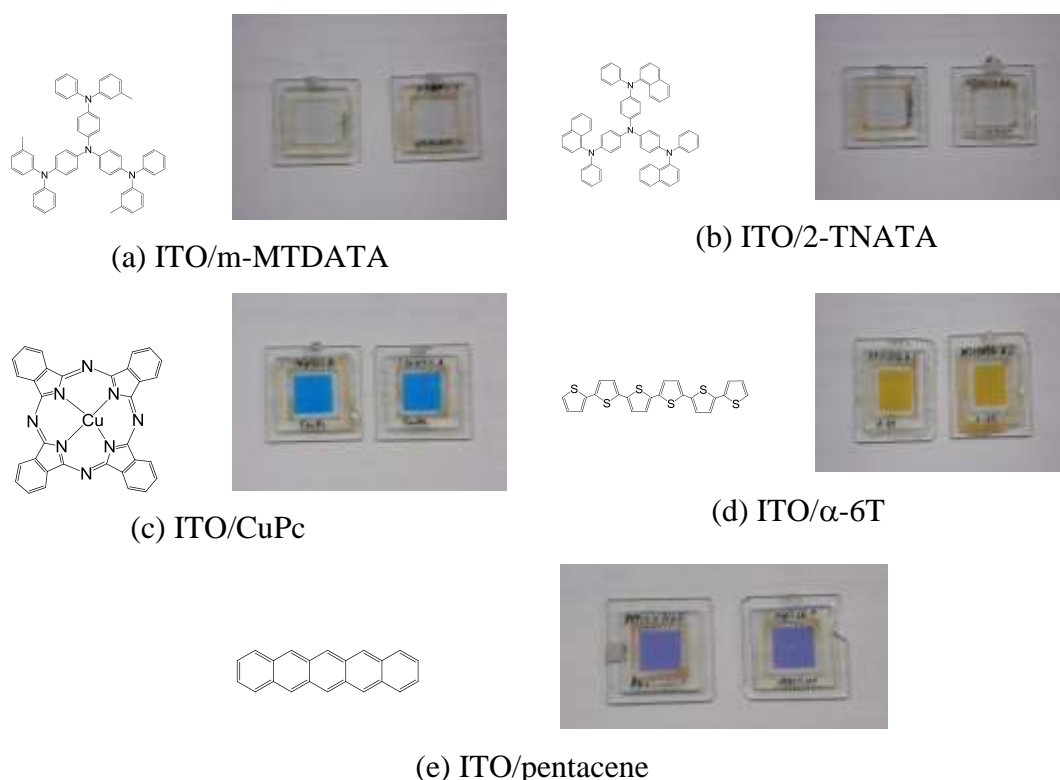 (a) ITO/m-MTDATA
(b) ITO/2-TNATA
N
N
N
N
N
N
N
N
(c) ITO/CuPc
(d) ITO/α-6T
N
N
N
N
Cu
N
N
N
N
S
S
S
S
S
S
(e) ITO/pentacene